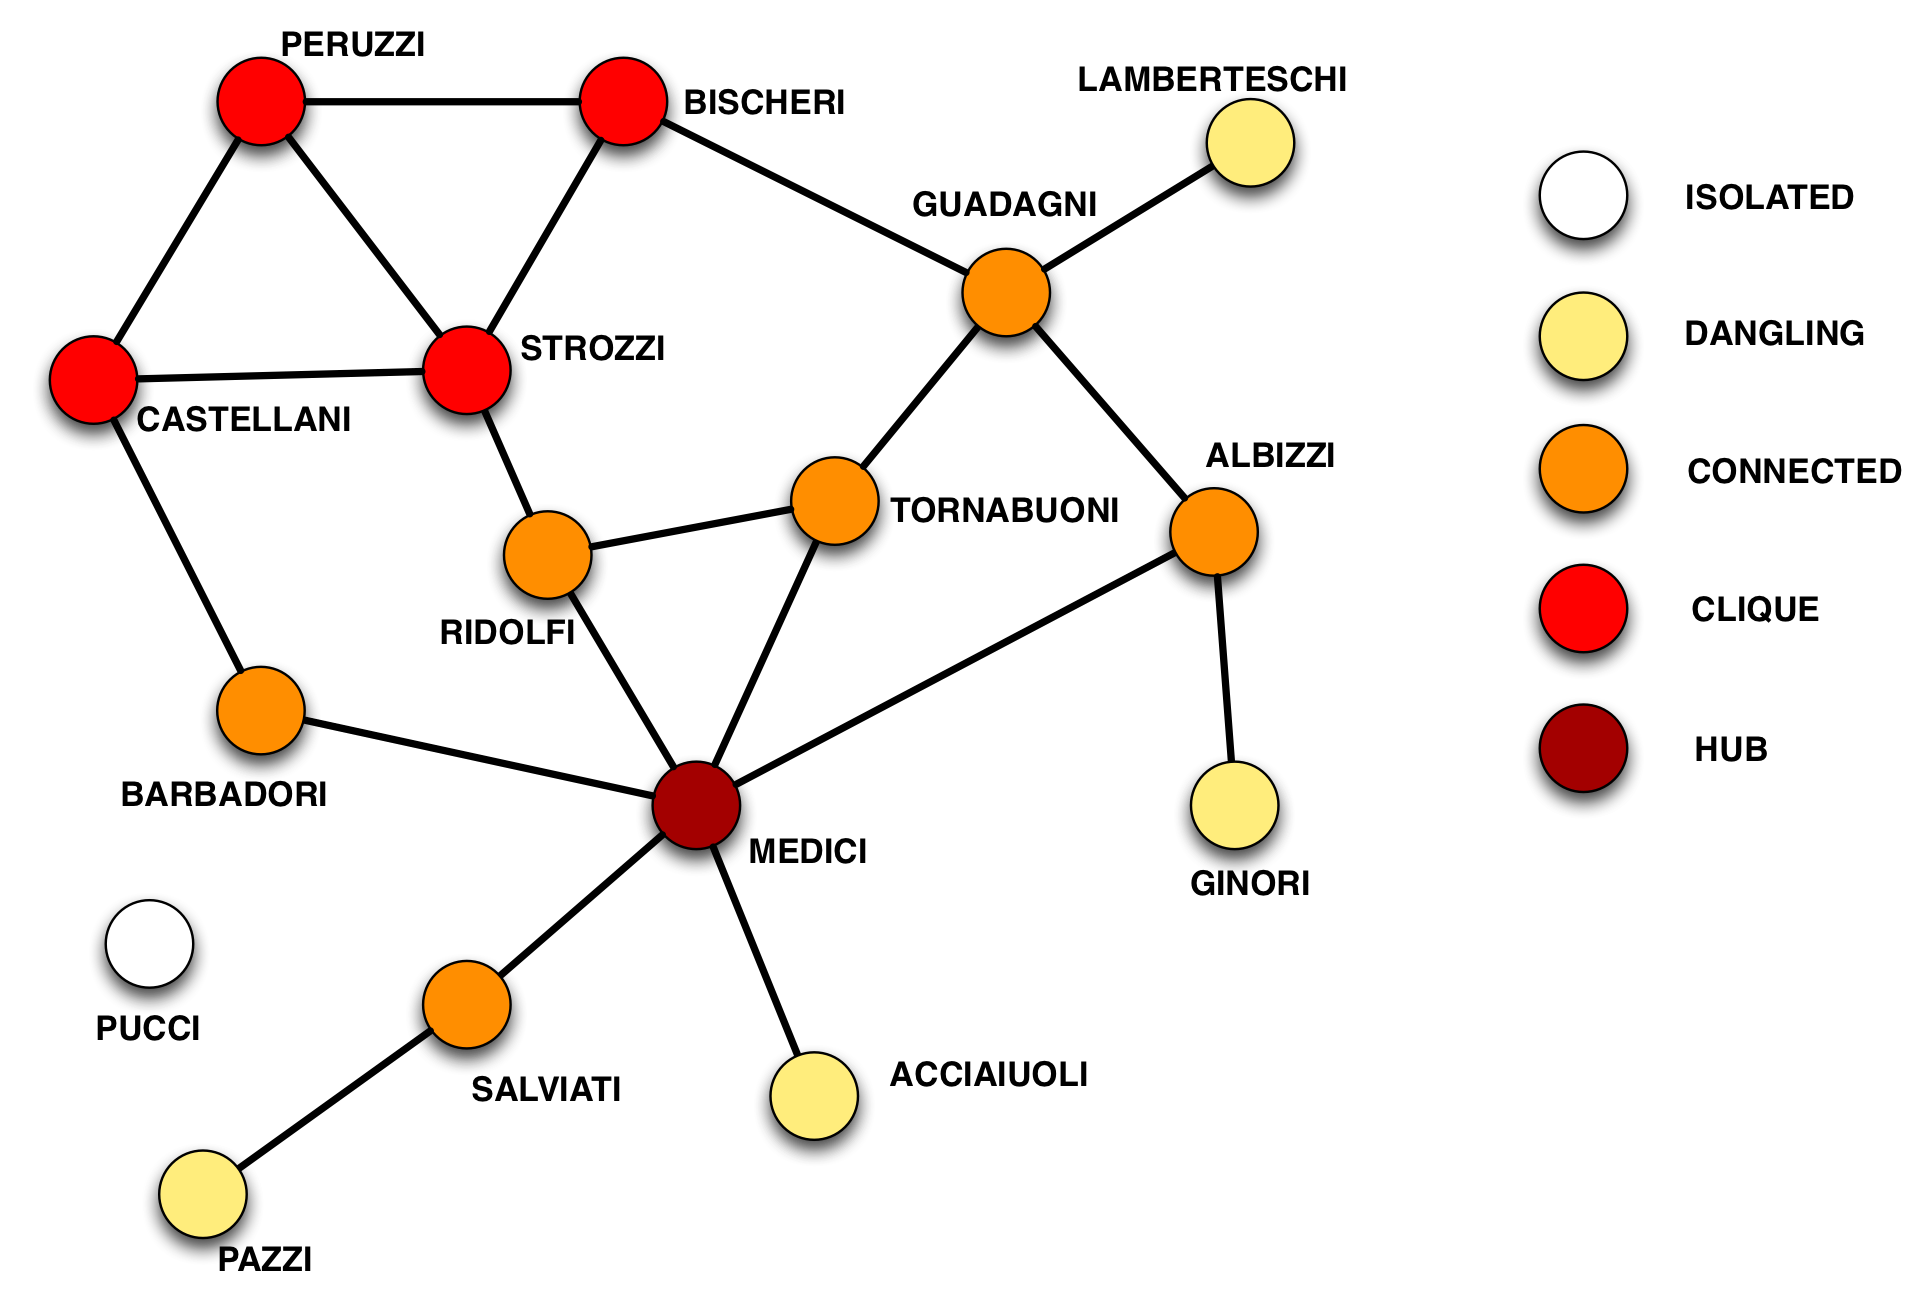 PERUZZI
BISCHERI
LAMBERTESCHI
GUADAGNI
ISOLATED
DANGLING
STROZZI
CASTELLANI
ALBIZZI
CONNECTED
TORNABUONI
RIDOLFI
CLIQUE
HUB
BARBADORI
MEDICI
GINORI
PUCCI
SALVIATI
ACCIAIUOLI
PAZZI